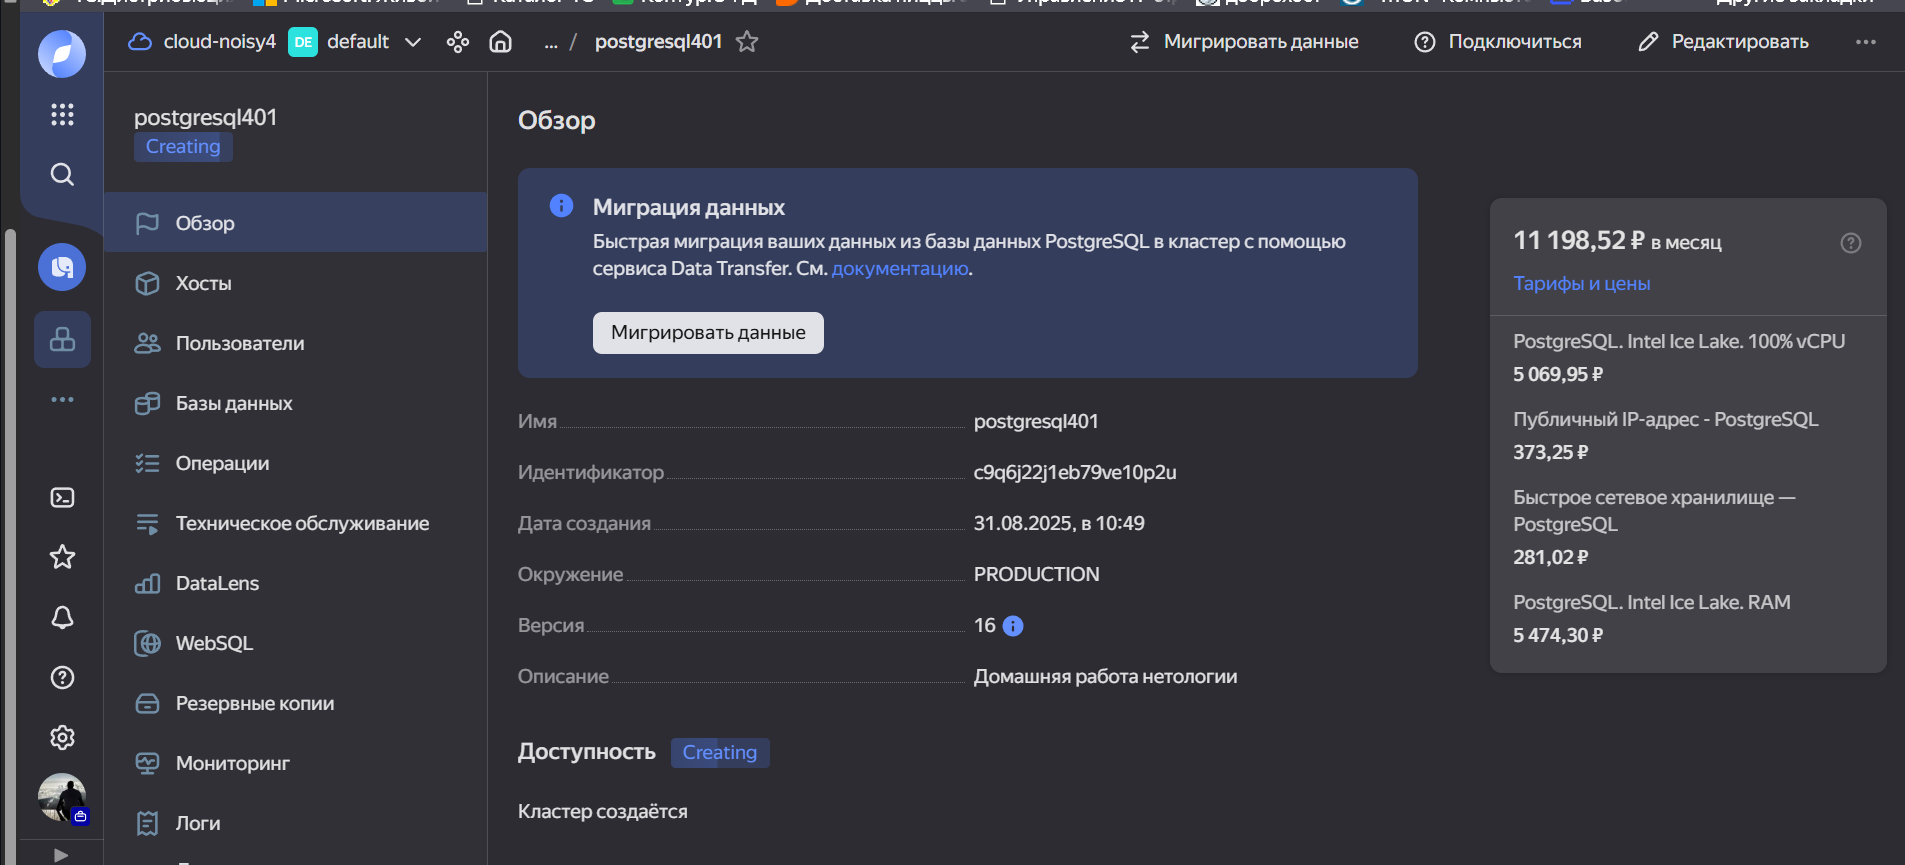 cloud-noisy4 DE default ... / postgresql401
Мигрировать данные Подключиться Редактировать
postgresql401
Creating
Обзор
Хосты
Пользователи
Базы данных
Операции
Техническое обслуживание
DataLens
WebSQL
Резервные копии
Мониторинг
Логи
Обзор
Миграция данных
Быстрая миграция ваших данных из базы данных PostgreSQL в кластер с помощью
сервиса Data Transfer. См. документацию.
Мигрировать данные
Имя postgresql401
Идентификатор c9q6j22j1eb79ve10p2u
Дата создания 31.08.2025, в 10:49
Окружение PRODUCTION
Версия 16
Описание Домашняя работа нетологии
Доступность Creating
Кластер создаётся
11 198,52 ₽ в месяц
Тарифы и цены
PostgreSQL. Intel Ice Lake. 100% vCPU
5 069,95 ₽
Публичный IP-адрес - PostgreSQL
373,25 ₽
Быстрое сетевое хранилище —
PostgreSQL
281,02 ₽
PostgreSQL. Intel Ice Lake. RAM
5 474,30 ₽